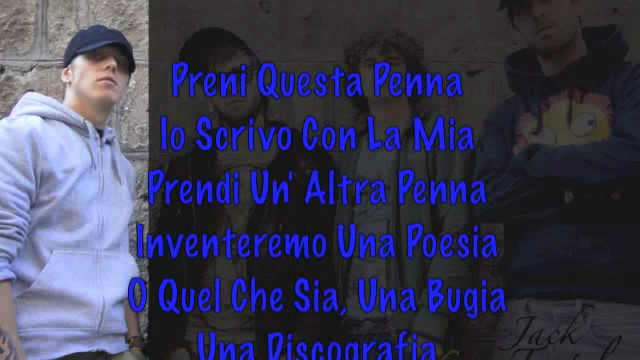 Preni Questa Penna
Io Scrivo Con La Mia
Prendi Un' Altra Penna
Inventeremo Una Poesia
O Quel Che Sia, Una Bugia
Una Discografia
Jack